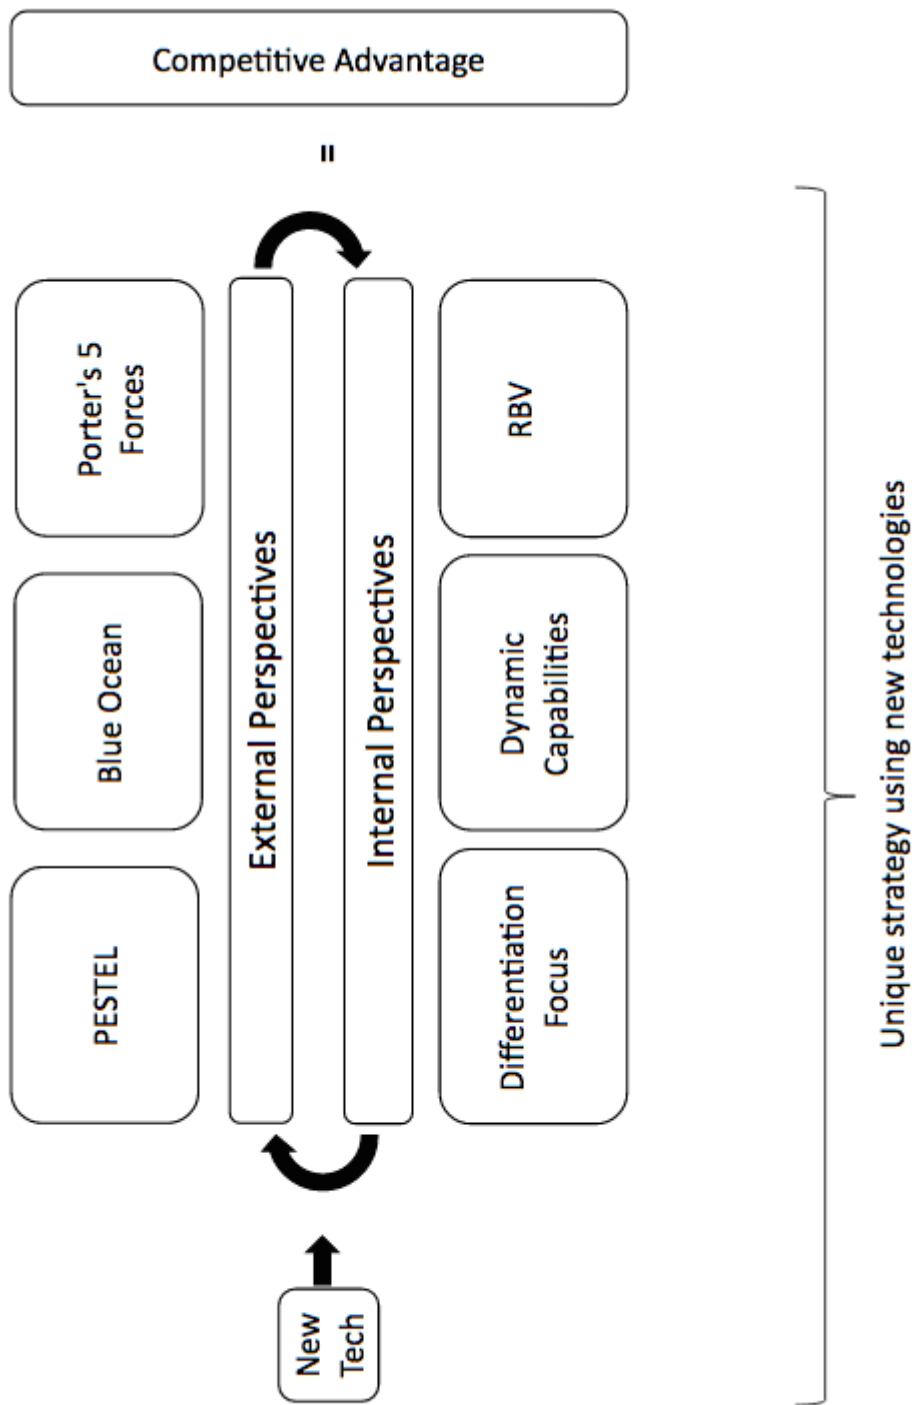 Competitive Advantage
=
PESTEL
Blue Ocean
Porter's 5
Forces
External Perspectives
Internal Perspectives
Differentiation
Focus
Dynamic
Capabilities
RBV
New
Tech
Unique strategy using new technologies